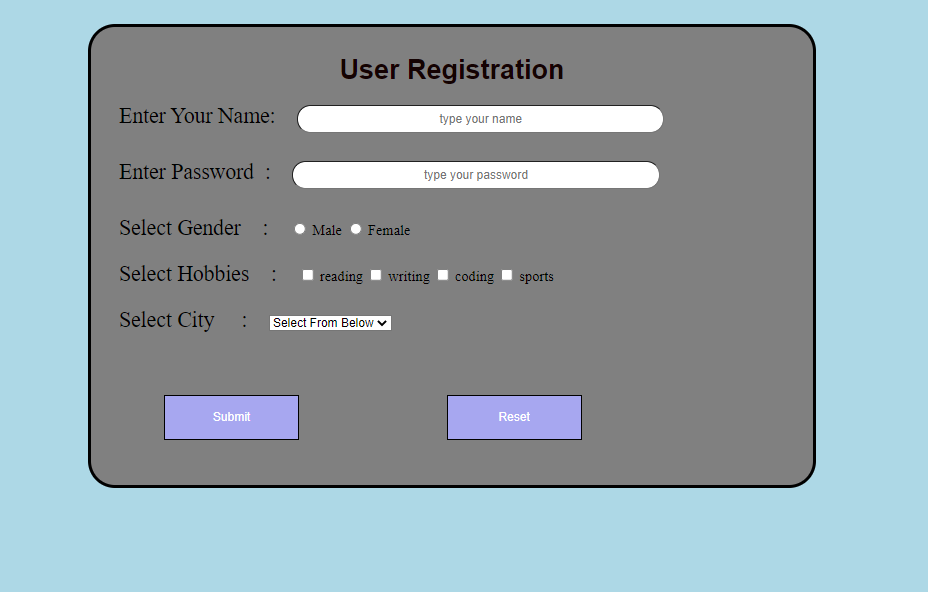 User Registration
Enter Your Name: type your name
Enter Password : type your password
Select Gender : Male Female
Select Hobbies : reading writing coding sports
Select City : Select From Below
Submit Reset